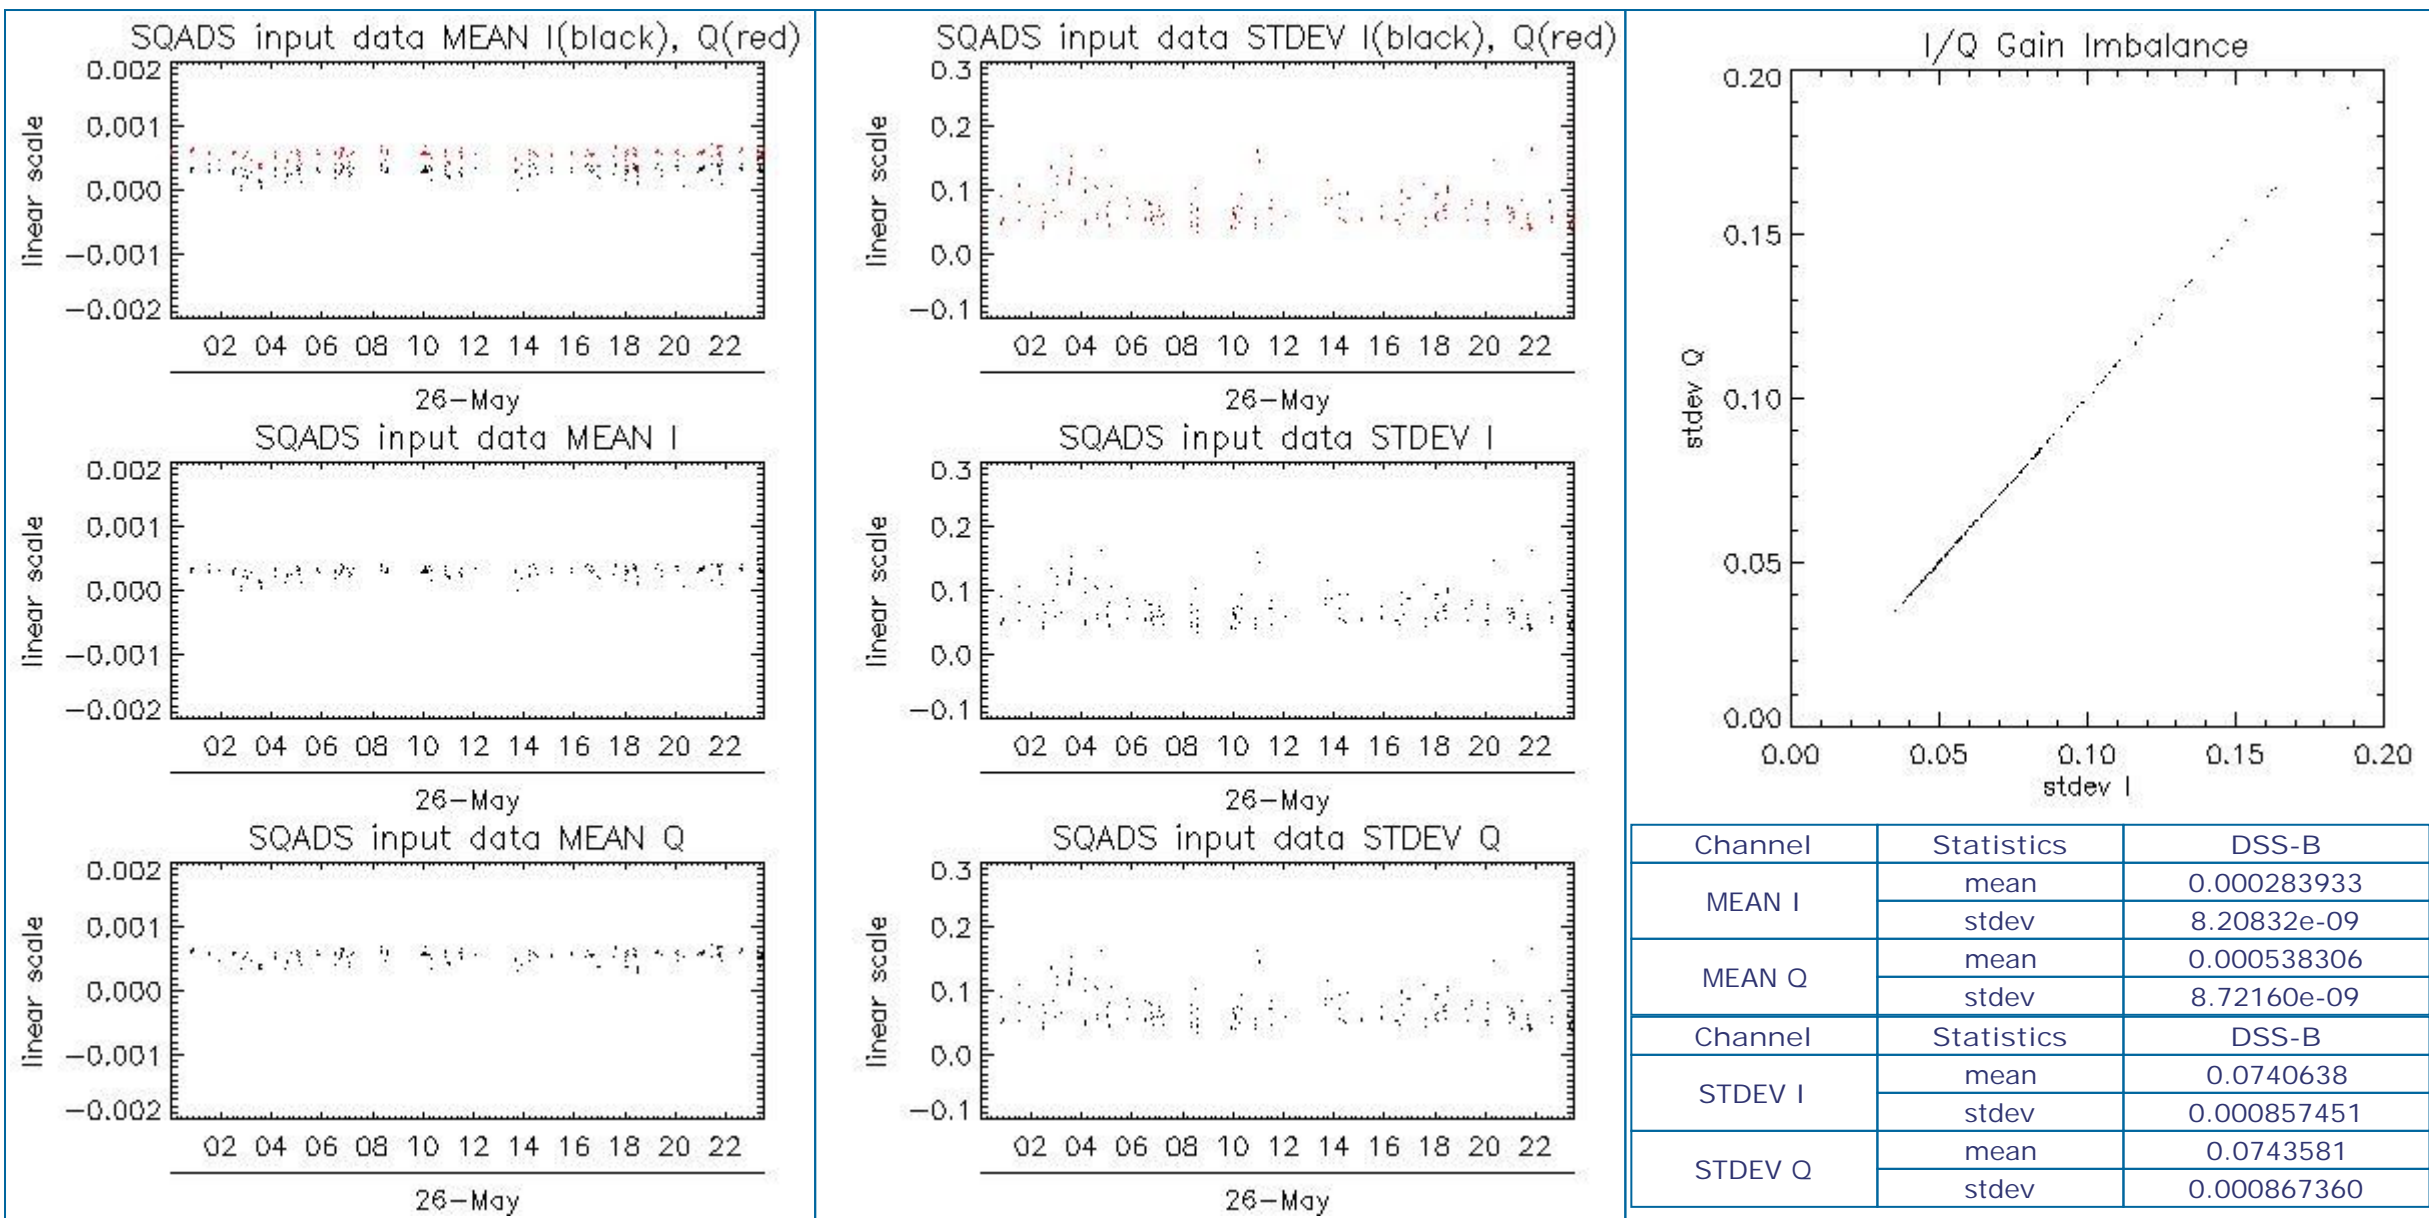 SQADS input data MEAN I(black), Q(red)
linear scale
0.002
0.001
0.000
−0.001
−0.002
02 04 06 08 10 12 14 16 18 20 22
26−May
SQADS input data MEAN I
linear scale
0.002
0.001
0.000
−0.001
−0.002
02 04 06 08 10 12 14 16 18 20 22
26−May
SQADS input data MEAN Q
linear scale
0.002
0.001
0.000
−0.001
−0.002
02 04 06 08 10 12 14 16 18 20 22
26−May
SQADS input data STDEV I(black), Q(red)
linear scale
0.3
0.2
0.1
0.0
−0.1
02 04 06 08 10 12 14 16 18 20 22
26−May
SQADS input data STDEV I
linear scale
0.3
0.2
0.1
0.0
−0.1
02 04 06 08 10 12 14 16 18 20 22
26−May
SQADS input data STDEV Q
linear scale
0.3
0.2
0.1
0.0
−0.1
02 04 06 08 10 12 14 16 18 20 22
26−May
I/Q Gain Imbalance
stdev Q
0.20
0.15
0.10
0.05
0.00
0.00 0.05 0.10 0.15 0.20
stdev I
Channel Statistics DSS-B
MEAN I mean 0.000283933
stdev 8.20832e-09
MEAN Q mean 0.000538306
stdev 8.72160e-09
Channel Statistics DSS-B
STDEV I mean 0.0740638
stdev 0.000857451
STDEV Q mean 0.0743581
stdev 0.000867360